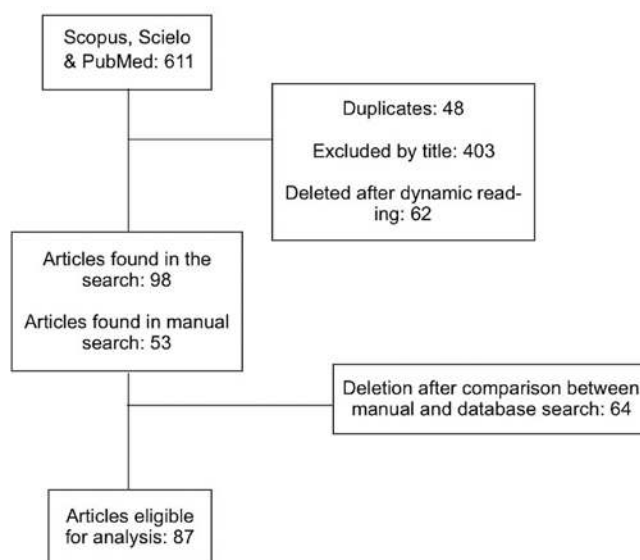 Scopus, Scielo
& PubMed: 611
Duplicates: 48
Excluded by title: 403
Deleted after dynamic read-
ing: 62
Articles found in the
search: 98
Articles found in manual
search: 53
Deletion after comparison between
manual and database search: 64
Articles eligible
for analysis: 87